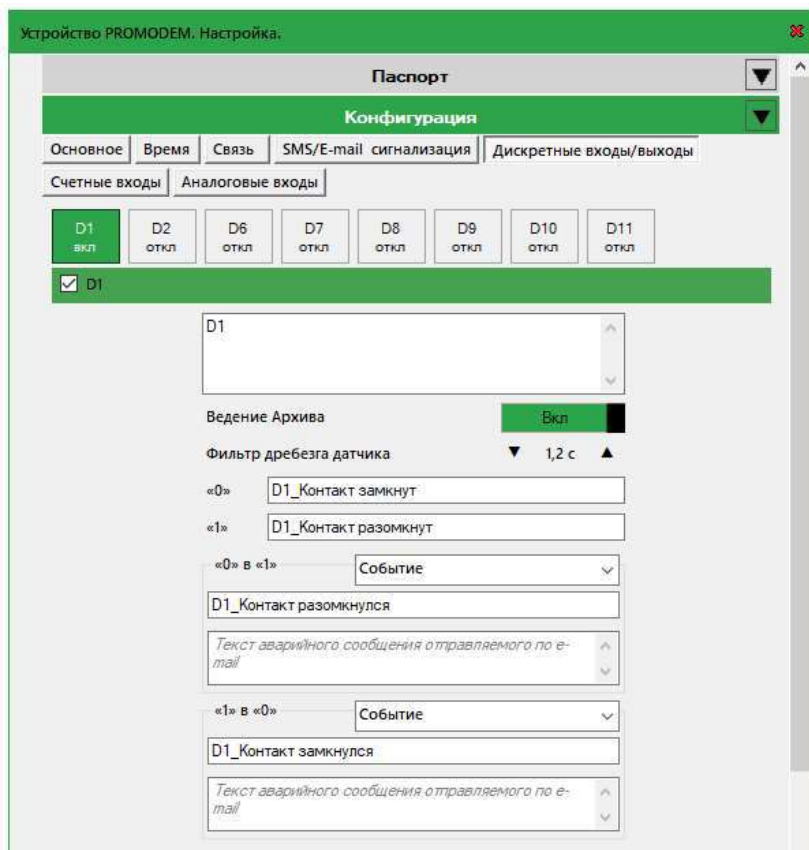 Устройство PROMODEM. Настройка.
Паспорт
Конфигурация
Основное Время Связь SMS/E-mail сигнализация Дискретные входы/выходы
Счетные входы Аналоговые входы
D1 D2 D6 D7 D8 D9 D10 D11
вкл откл откл откл откл откл откл откл
D1
D1
Ведение Архива Вкл
Фильтр дребезга датчика 1,2 с
«0» D1_Контакт замкнут
«1» D1_Контакт разомкнут
«0» в «1» Событие
D1_Контакт разомкнулся
Текст аварийного сообщения отправляемого по e-
mail
«1» в «0» Событие
D1_Контакт замкнулся
Текст аварийного сообщения отправляемого по e-
mail